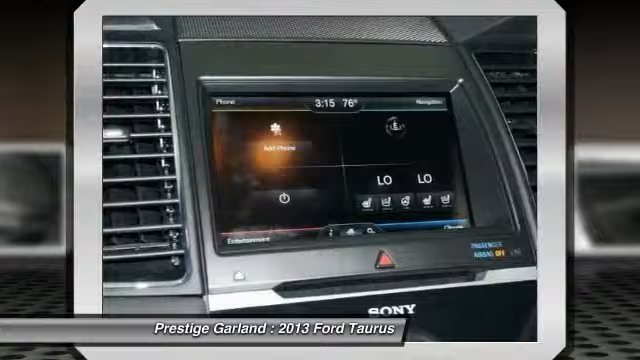 Phone 3:15 76° Navigation
E
Add Phone
LO LO
Entertainment Climate
PASSENGER
AIRBAG OFF
SONY
Prestige Garland : 2013 Ford Taurus